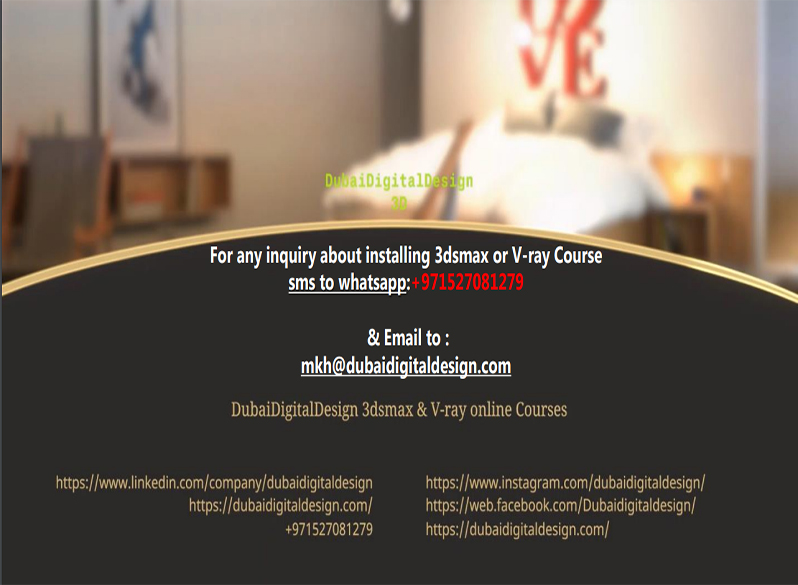 LOVE
DubaiDigitalDesign
3D
For any inquiry about installing 3dsmax or V-ray Course
sms to whatsapp:+971527081279
& Email to :
mkh@dubaidigitaldesign.com
DubaiDigitalDesign 3dsmax & V-ray online Courses
https://www.linkedin.com/company/dubaidigitaldesign
https://dubaidigitaldesign.com/
+971527081279
https://www.instagram.com/dubaidigitaldesign/
https://web.facebook.com/Dubaidigitaldesign/
https://dubaidigitaldesign.com/